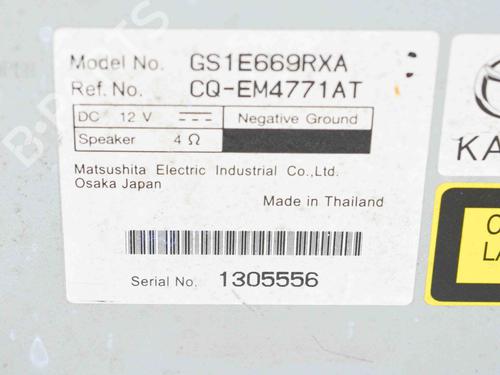 Model No. GS1E669RXA
Ref. No. CQ-EM4771AT
DC 12 V Negative Ground
Speaker 4 Ω
Matsushita Electric Industrial Co.,Ltd.
Osaka Japan
Made in Thailand
Serial No. 1305556